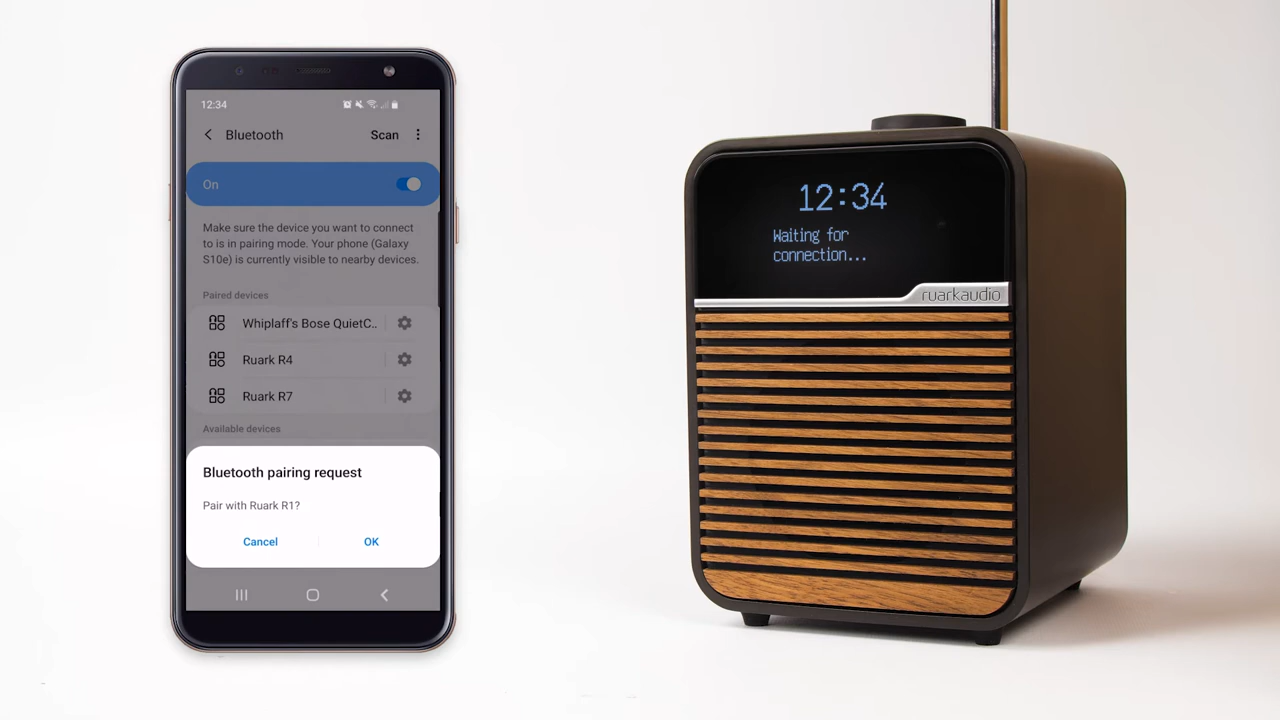 12:34
Bluetooth
Scan
On
Make sure the device you want to connect
to is in pairing mode. Your phone (Galaxy
S10e) is currently visible to nearby devices.
Paired devices
Whiplaff's Bose QuietC..
Ruark R4
Ruark R7
Available devices
Bluetooth pairing request
Pair with Ruark R1?
Cancel
OK
12:34
Waiting for
connection...
ruarkaudio